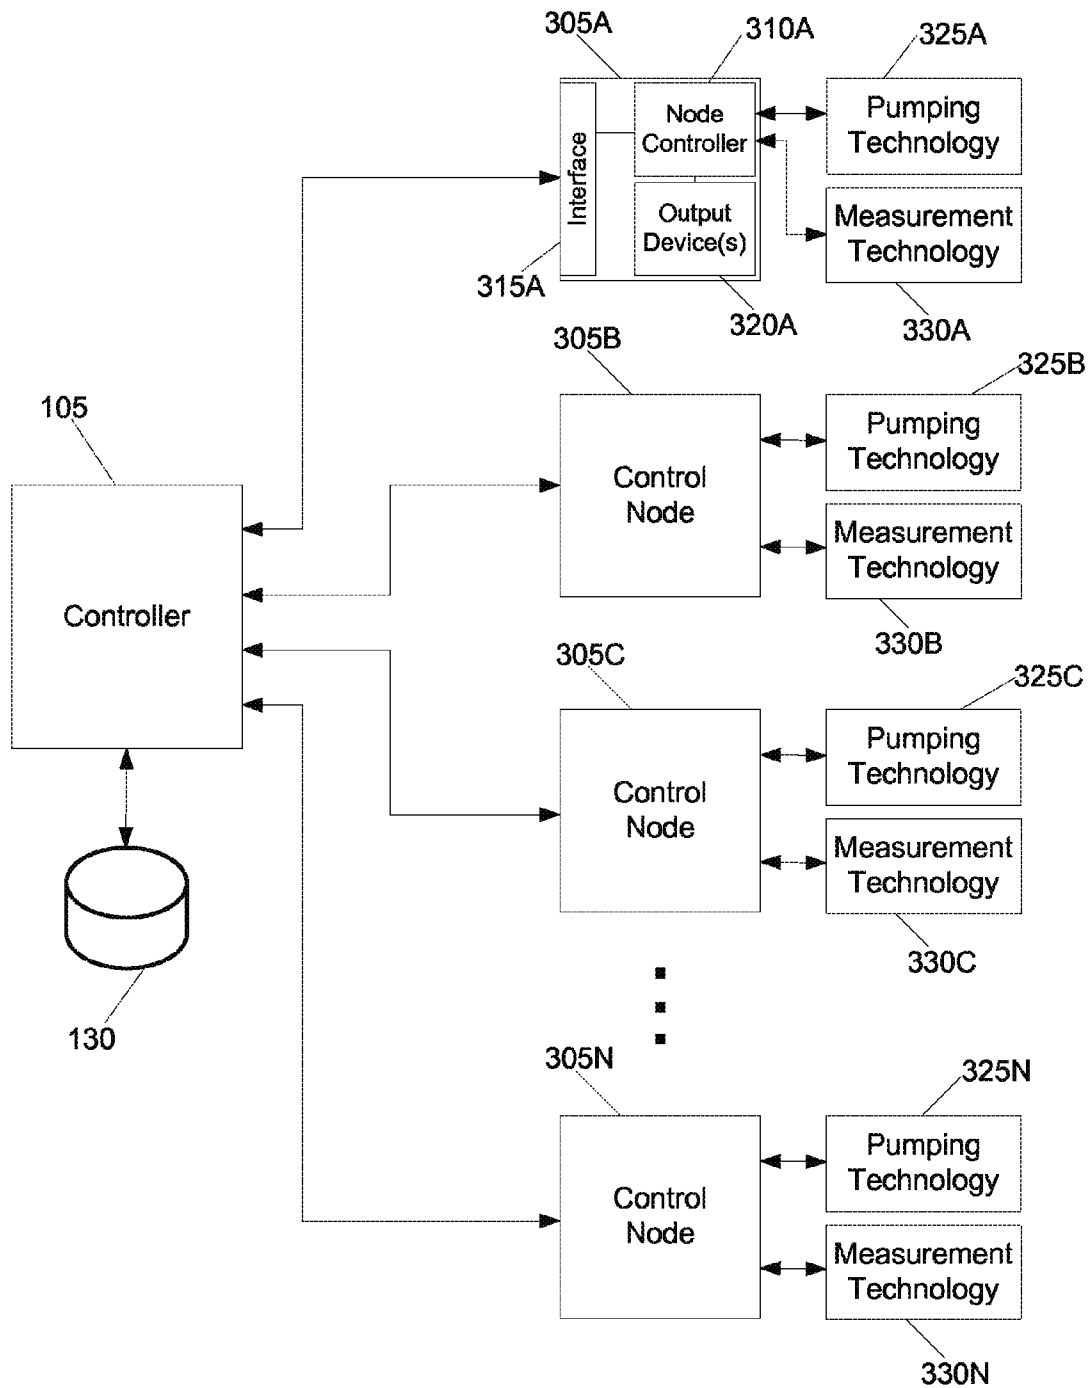 305A
310A
325A
Interface
Node
Controller
Output
Device(s)
Pumping
Technology
Measurement
Technology
315A
320A
330A
305B
325B
105
Control
Node
Pumping
Technology
Measurement
Technology
Controller
330B
305C
325C
Control
Node
Pumping
Technology
Measurement
Technology
330C
130
305N
325N
Control
Node
Pumping
Technology
Measurement
Technology
330N